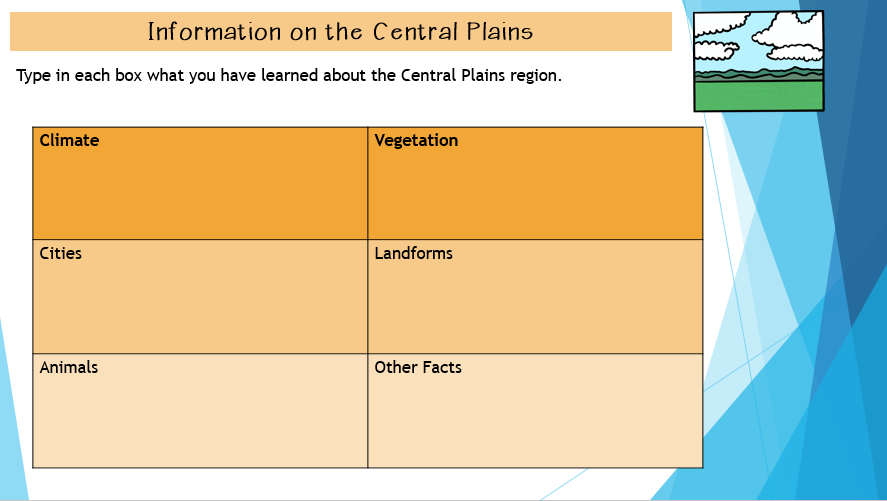 Information on the Central Plains
Type in each box what you have learned about the Central Plains region.
Climate
Vegetation
Cities
Landforms
Animals
Other Facts